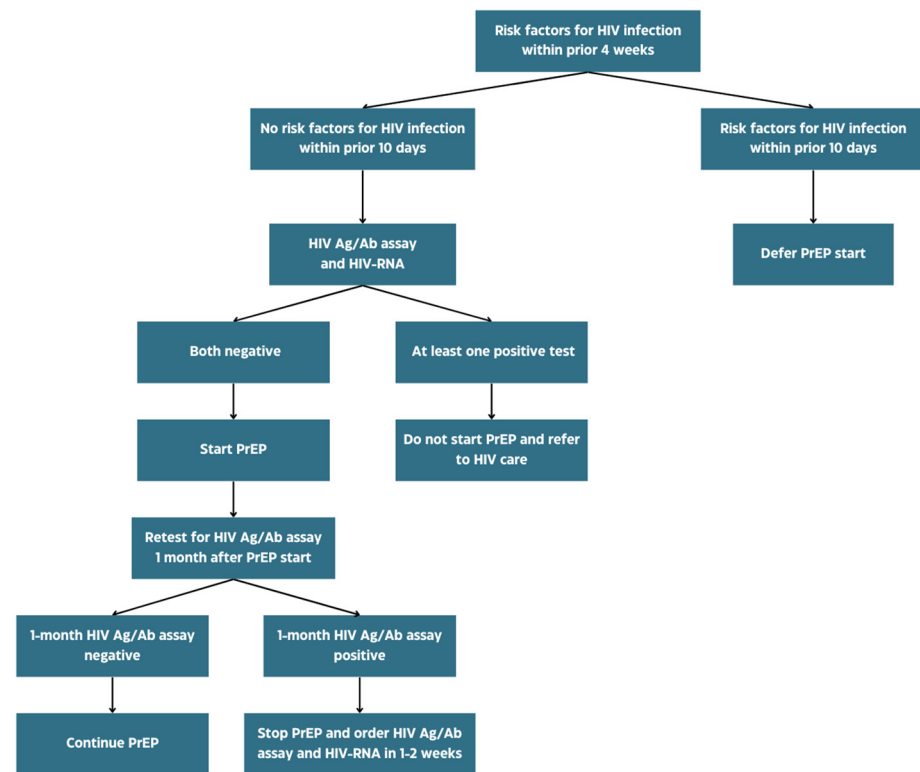 Risk factors for HIV infection
within prior 4 weeks
No risk factors for HIV infection
within prior 10 days
Risk factors for HIV infection
within prior 10 days
HIV Ag/Ab assay
and HIV-RNA
Defer PrEP start
Both negative
At least one positive test
Start PrEP
Do not start PrEP and refer
to HIV care
Retest for HIV Ag/Ab assay
1 month after PrEP start
1-month HIV Ag/Ab assay
negative
1-month HIV Ag/Ab assay
positive
Continue PrEP
Stop PrEP and order HIV Ag/Ab
assay and HIV-RNA in 1-2 weeks